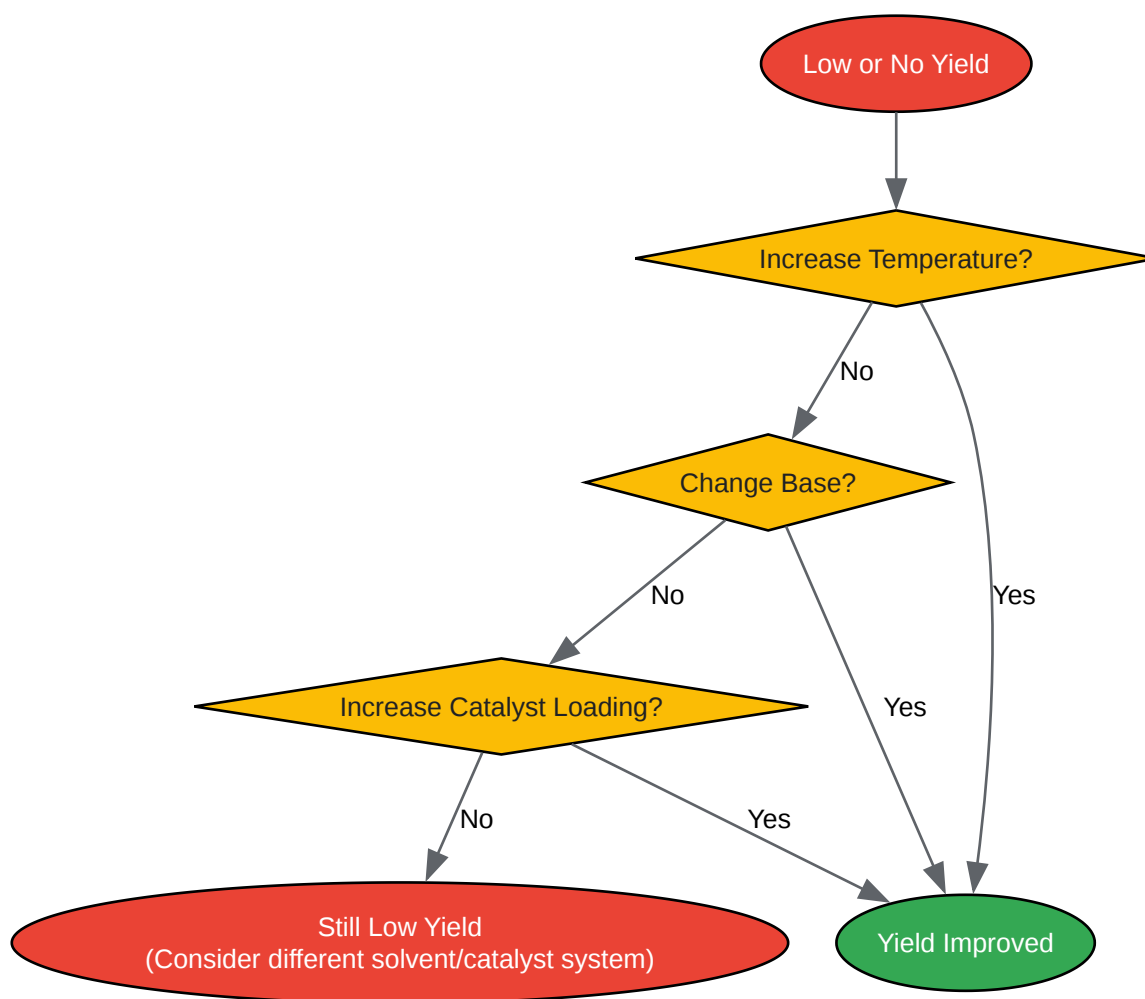 Low or No Yield
Increase Temperature?
No
Change Base?
No
Yes
Increase Catalyst Loading?
Yes
No
Yes
Still Low Yield
(Consider different solvent/catalyst system)
Yield Improved